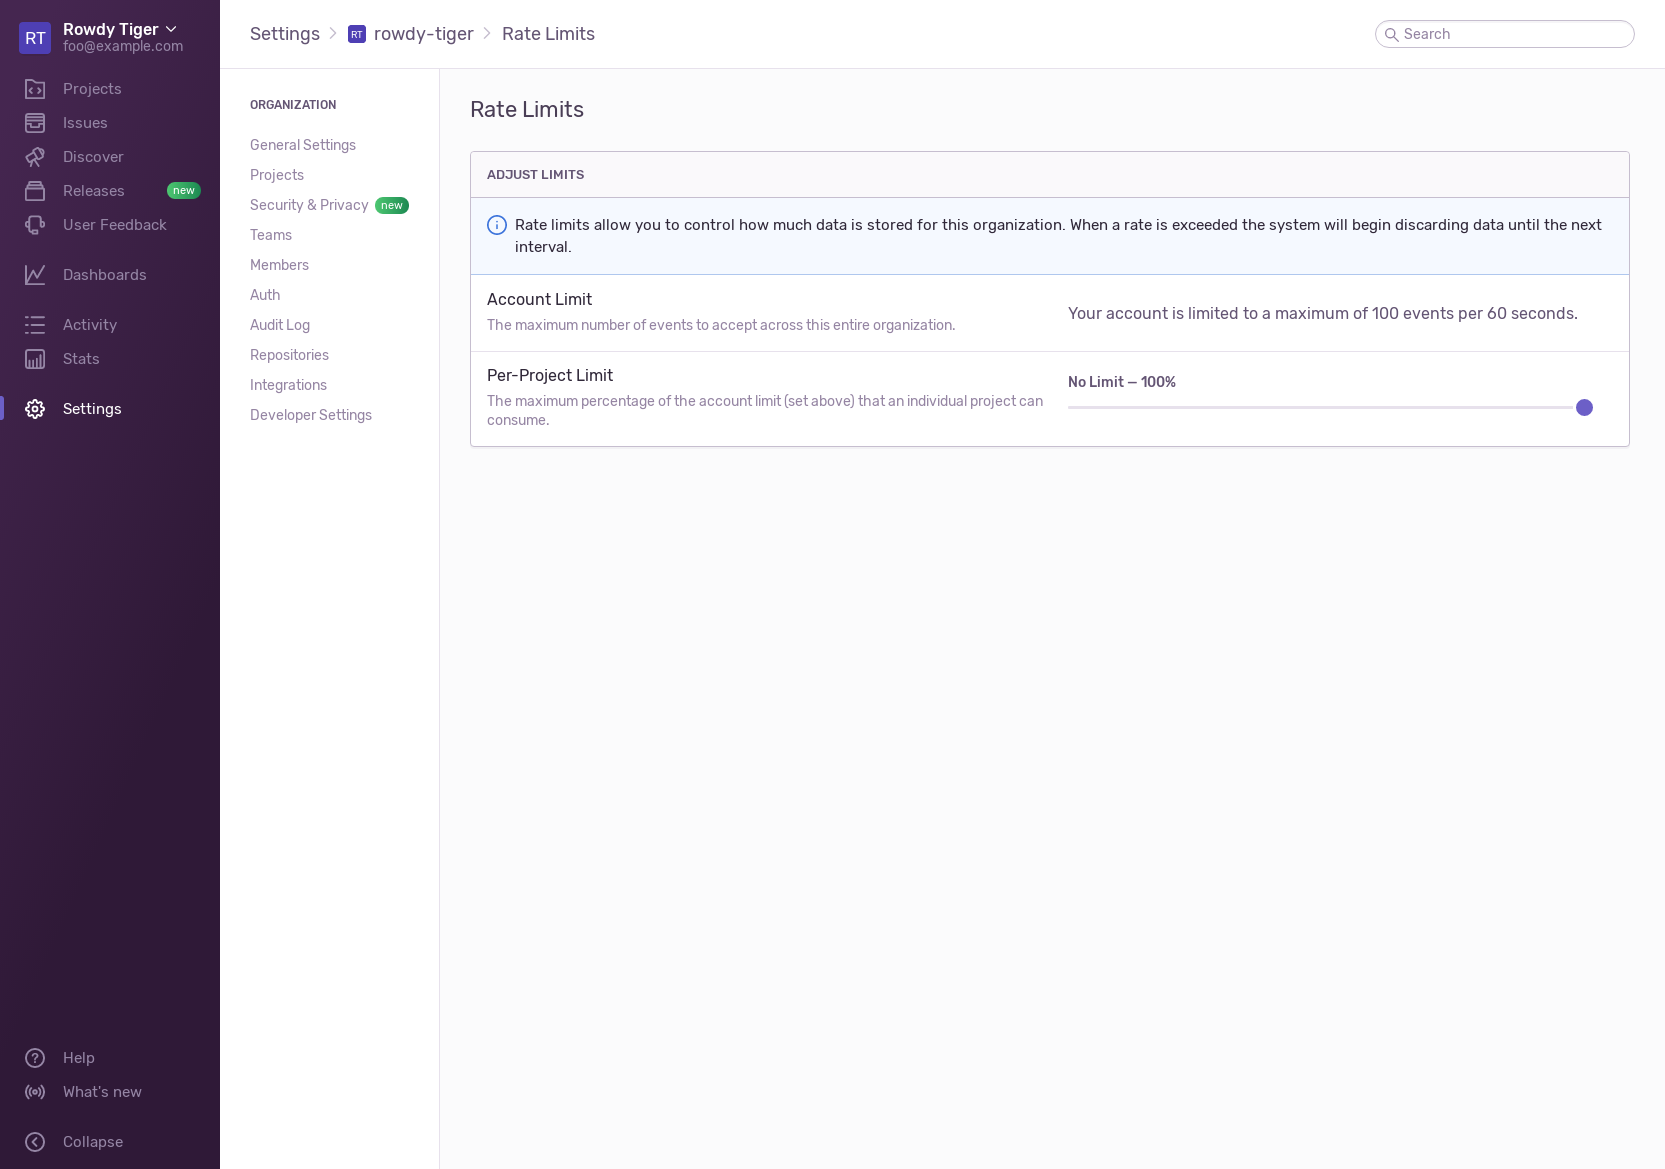 RT
Rowdy Tiger
foo@example.com
Projects
Issues
Discover
Releases new
User Feedback
Dashboards
Activity
Stats
Settings
Help
What's new
Collapse
Settings RT rowdy-tiger Rate Limits
Search
ORGANIZATION
General Settings
Projects
Security & Privacy new
Teams
Members
Auth
Audit Log
Repositories
Integrations
Developer Settings
Rate Limits
ADJUST LIMITS
Rate limits allow you to control how much data is stored for this organization. When a rate is exceeded the system will begin discarding data until the next
interval.
Account Limit
The maximum number of events to accept across this entire organization.
Your account is limited to a maximum of 100 events per 60 seconds.
Per-Project Limit
The maximum percentage of the account limit (set above) that an individual project can
consume.
No Limit — 100%